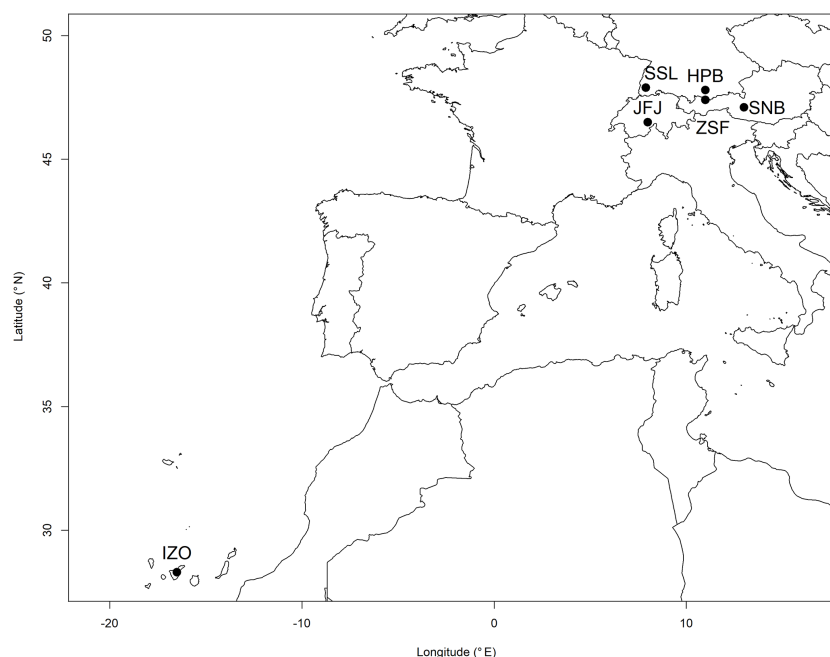 50
45
40
35
30
Latitude (°N)
SSL
HPB
JFJ
SNB
ZSF
IZO
-20
-10
0
10
Longitude (°E)